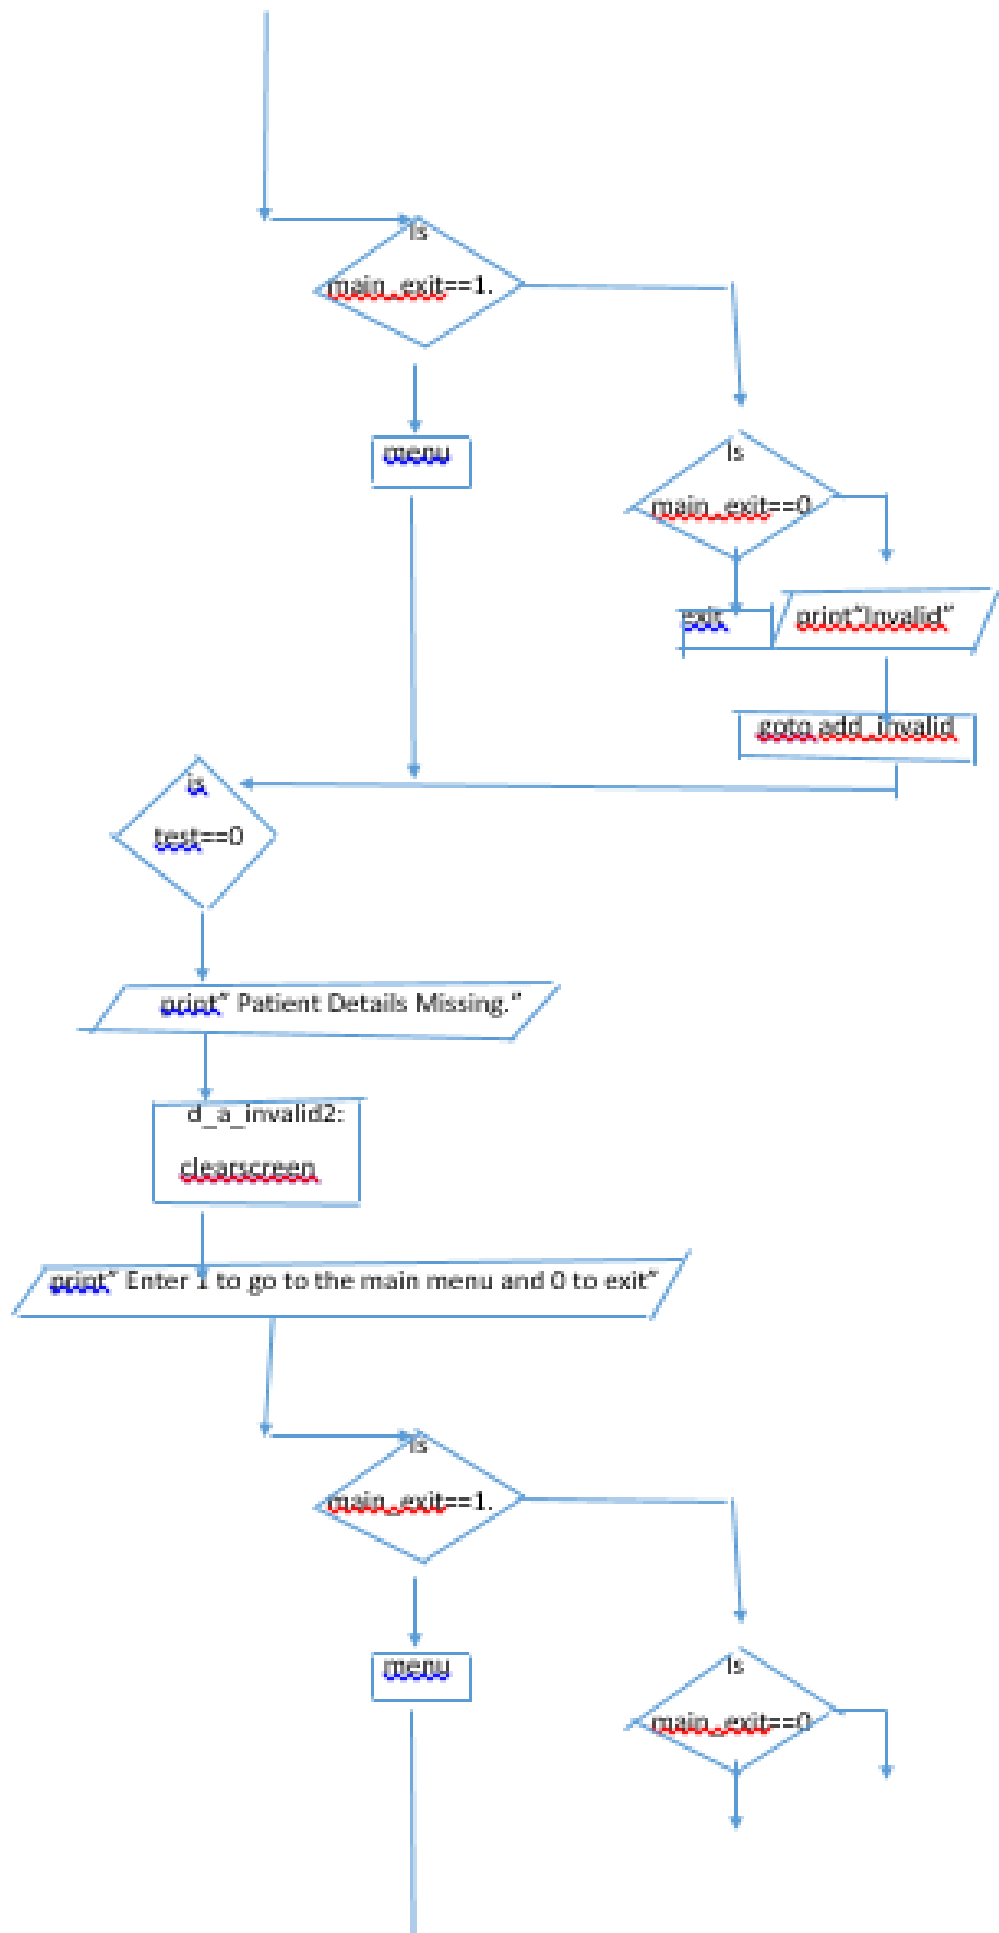 Is
main_exit==1.
menu
Is
main_exit==0
exit
print"Invalid"
goto add_invalid
is
test==0
print" Patient Details Missing."
d_a_invalid2:
clearscreen
print" Enter 1 to go to the main menu and 0 to exit"
Is
main_exit==1.
menu
Is
main_exit==0